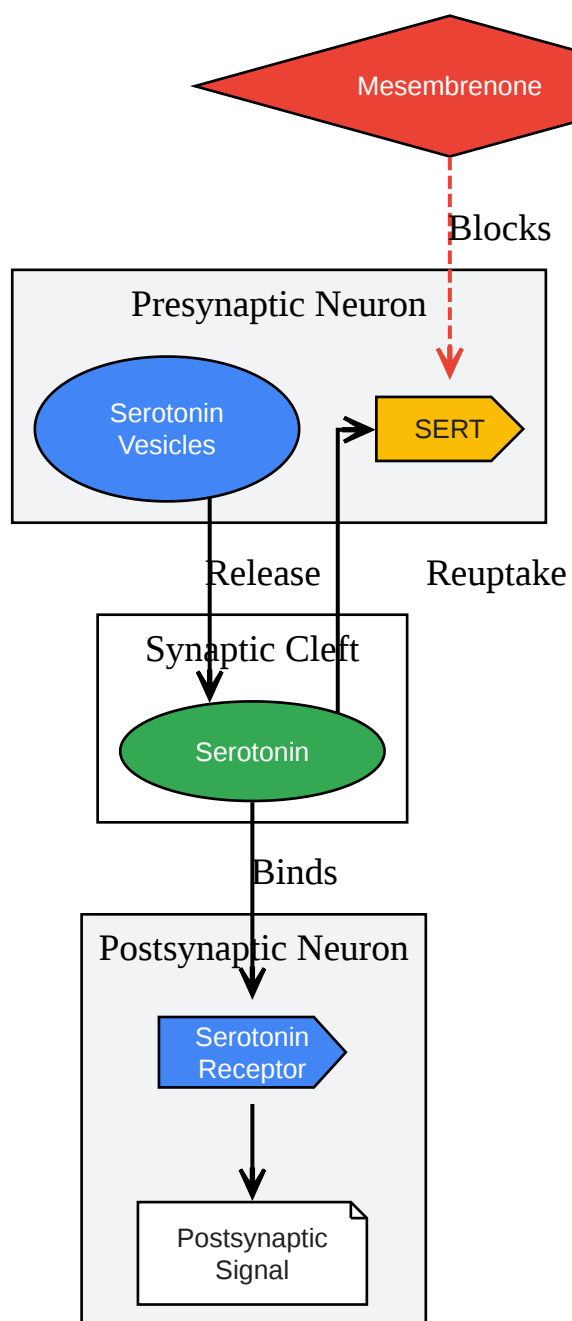 Mesembrenone
Blocks
Presynaptic Neuron
Serotonin
Vesicles
SERT
Release
Reuptake
Synaptic Cleft
Serotonin
Binds
Postsynaptic Neuron
Serotonin
Receptor
Postsynaptic
Signal